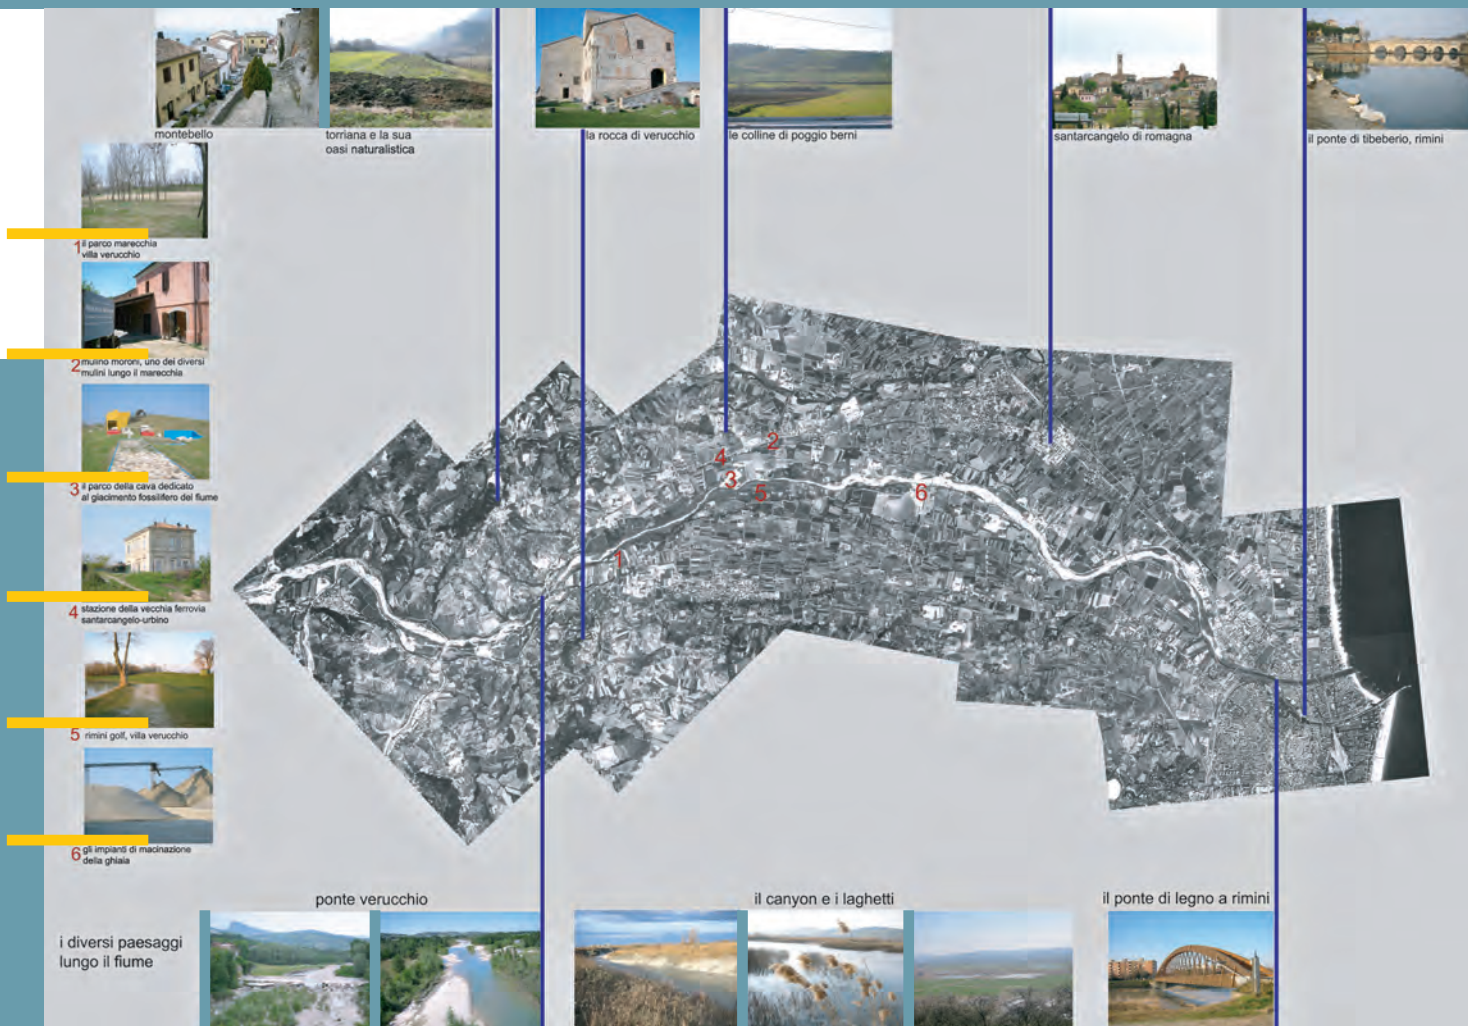 montebello
torriana e la sua
oasi naturalistica
la rocca di verucchio
le colline di poggio berni
santarcangelo di romagna
il ponte di tibeberio, rimini
1 il parco marecchia
villa verucchio
2 mulino moroni, uno dei diversi
mulini lungo il marecchia
3 il parco della cava dedicato
al giacimento fossilifero del fiume
4 stazione della vecchia ferrovia
santarcangelo-urbino
5 rimini golf, villa verucchio
6 gli impianti di macinazione
della ghiaia
2
4
3
5
6
1
ponte verucchio
il canyon e i laghetti
il ponte di legno a rimini
i diversi paesaggi
lungo il fiume